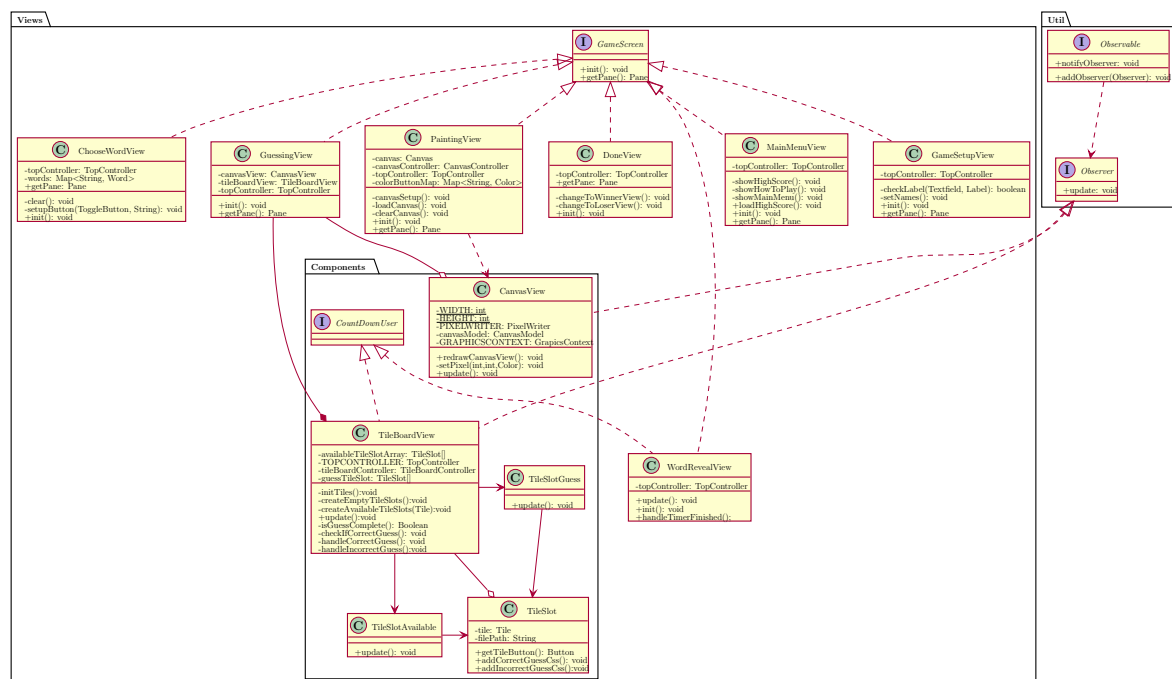 Views
I GameScreen
+init(): void
+getPane(): Pane
Util
I Observable
+notifyObserver: void
+addObserver(Observer): void
C ChooseWordView
-topController: TopController
-words: Map<String, Word>
+getPane: Pane
-clear(): void
-setupButton(ToggleButton, String): void
+init(): void
C GuessingView
-canvasView: CanvasView
-tileBoardView: TileBoardView
-topController: TopController
+init(): void
+getPane(): Pane
C PaintingView
-canvas: Canvas
-canvasController: CanvasController
-topController: TopController
-colorButtonMap: Map<String, Color>
-canvasSetup(): void
-loadCanvas(): void
-clearCanvas(): void
+init(): void
+getPane(): Pane
C DoneView
-topController: TopController
+getPane: Pane
-changeToWinnerView(): void
-changeToLoserView(): void
+init(): void
C MainMenuView
-topController: TopController
-showHighScore(): void
-showHowToPlay(): void
-showMainMenu(): void
+loadHighScore(): void
+init(): void
+getPane(): Pane
C GameSetupView
-topController: TopController
-checkLabel(Textfield, Label): boolean
-setNames(): void
+init(): void
+getPane(): Pane
I Observer
+update: void
Components
I CountDownUser
C CanvasView
-WIDTH: int
-HEIGHT: int
-PIXELWRITER: PixelWriter
-canvasModel: CanvasModel
-GRAPHICSCONTEXT: GrapicsContext
+redrawCanvasView(): void
-setPixel(int,int,Color): void
+update(): void
C TileBoardView
-availableTileSlotArray: TileSlot[]
-TOPCONTROLLER: TopController
-tileBoardController: TileBoardController
-guessTileSlot: TileSlot[]
-initTiles():void
-createEmptyTileSlots():void
-createAvailableTileSlots(Tile):void
+update():void
-isGuessComplete(): Boolean
-checkIfCorrectGuess(): void
-handleCorrectGuess(): void
-handleIncorrectGuess():void
C TileSlotGuess
+update(): void
C WordRevealView
-topController: TopController
+update(): void
+init(): void
+handleTimerFinished();
C TileSlotAvailable
+update(): void
C TileSlot
-tile: Tile
-filePath: String
+getTileButton(): Button
+addCorrectGuessCss(): void
+addIncorrectGuessCss():void